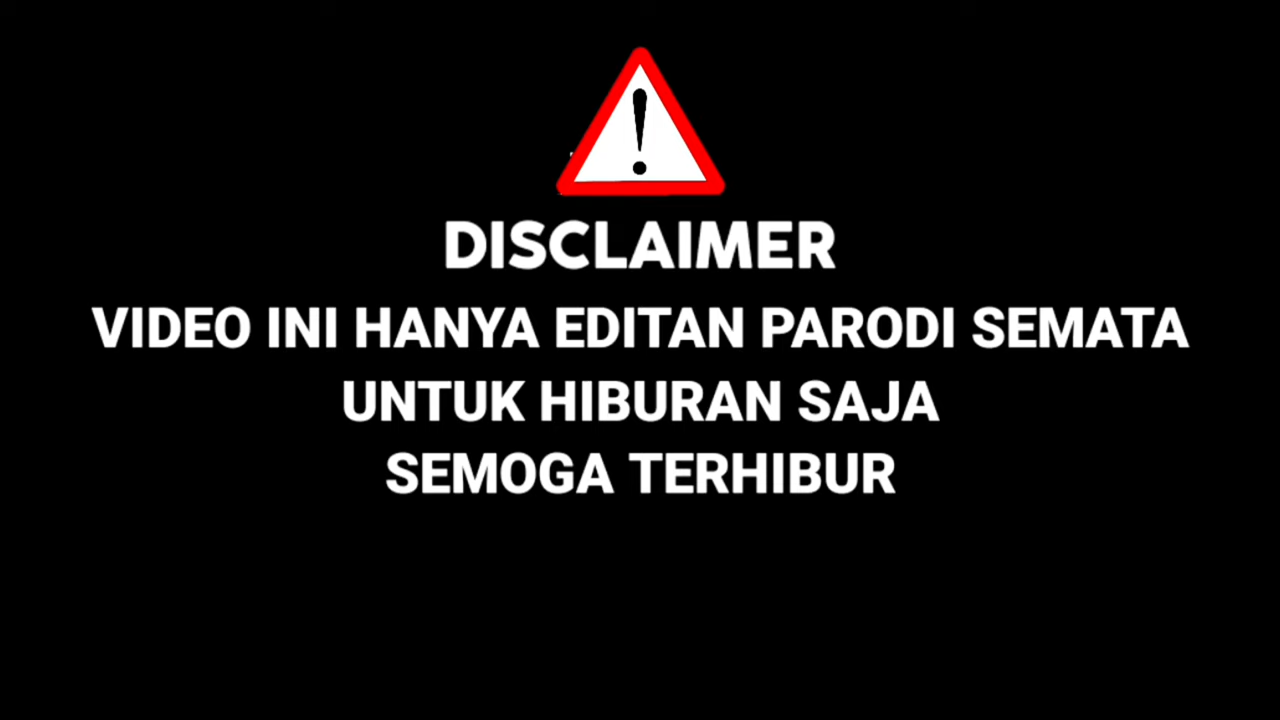 DISCLAIMER
VIDEO INI HANYA EDITAN PARODI SEMATA
UNTUK HIBURAN SAJA
SEMOGA TERHIBUR